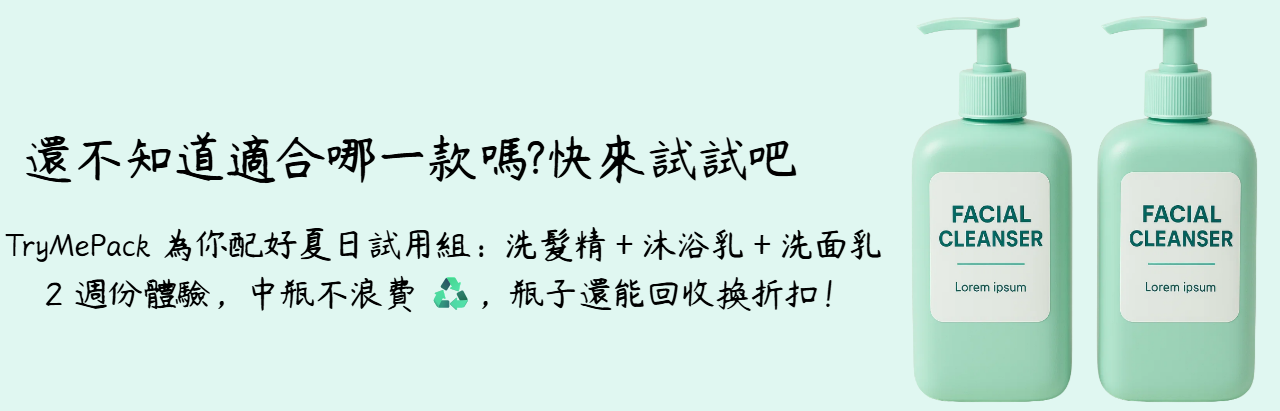 還不知道適合哪一款嗎?快來試試吧
TryMePack 為你配好夏日試用組：洗髮精 + 沐浴乳 + 洗面乳
2 週份體驗，中瓶不浪費 ♻️，瓶子還能回收換折扣！
FACIAL
CLEANSER
Lorem ipsum
FACIAL
CLEANSER
Lorem ipsum